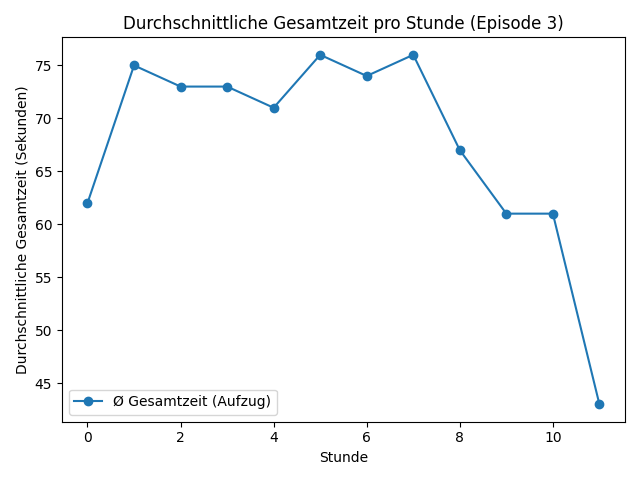 Durchschnittliche Gesamtzeit pro Stunde (Episode 3)
Durchschnittliche Gesamtzeit (Sekunden)
75
70
65
60
55
50
45
Ø Gesamtzeit (Aufzug)
0 2 4 6 8 10
Stunde